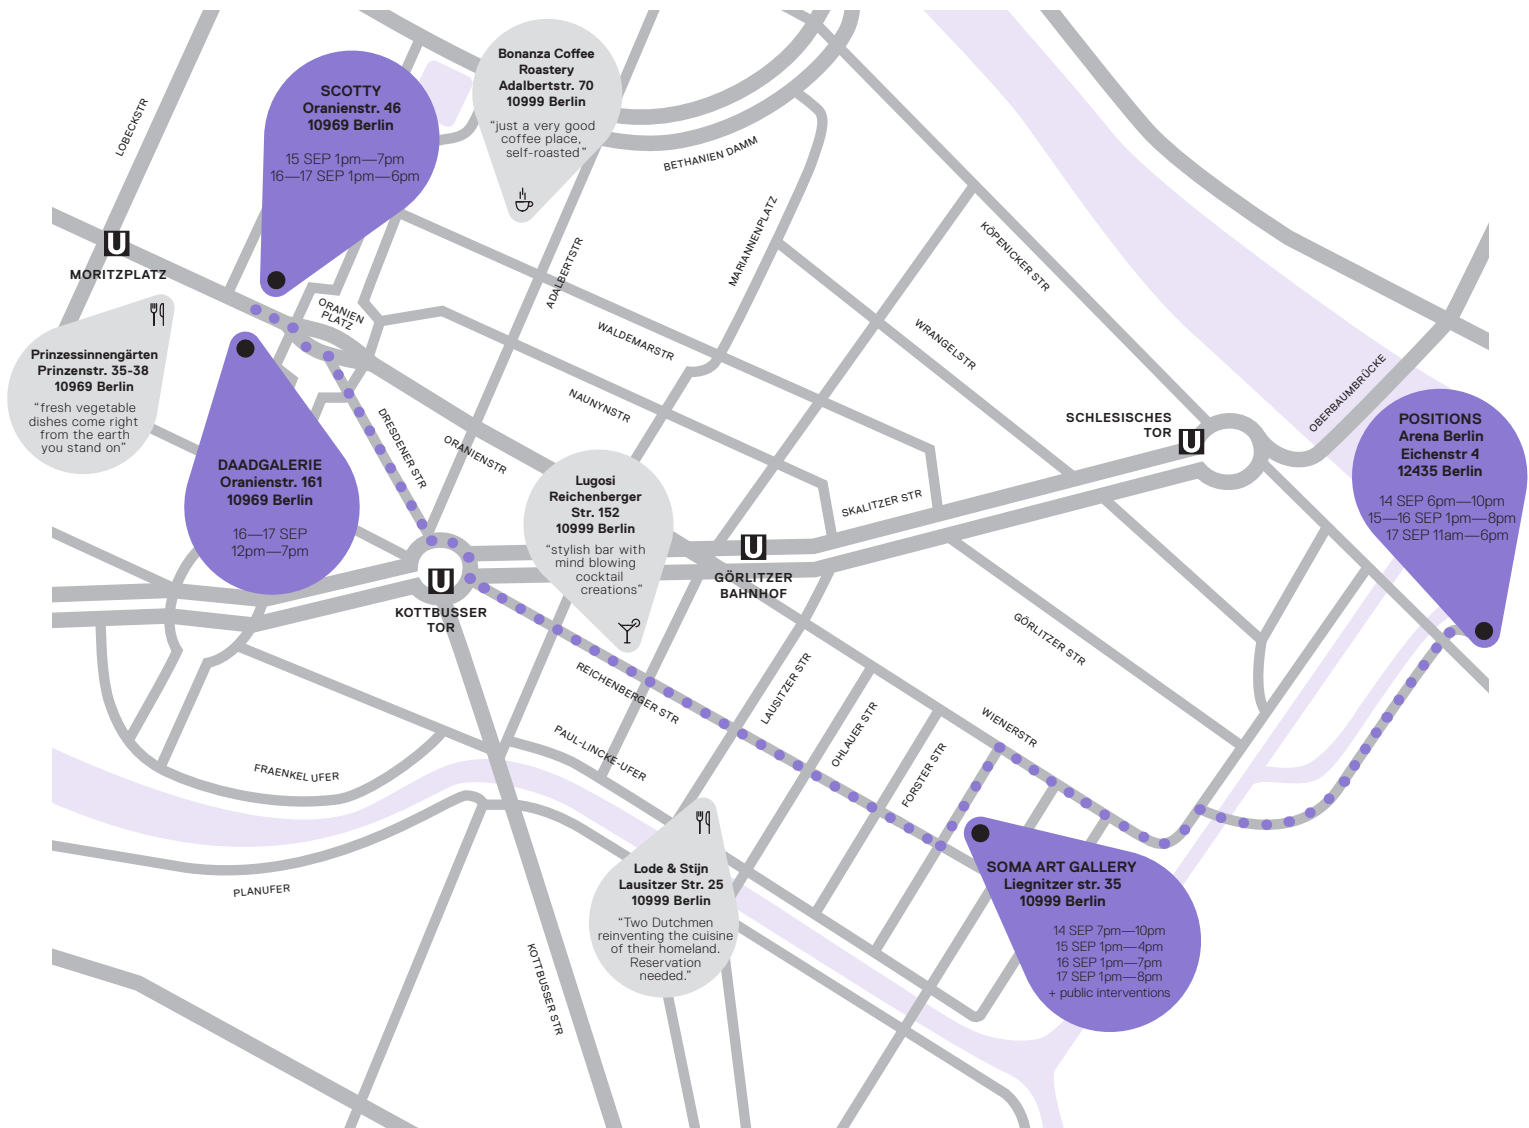 LOBECKSTR
SCOTTY
Oranienstr. 46
10969 Berlin
15 SEP 1pm—7pm
16—17 SEP 1pm—6pm
Bonanza Coffee
Roastery
Adalbertstr. 70
10999 Berlin
“just a very good
coffee place,
self-roasted”
BETHANIEN DAMM
MARIANNENPLATZ
ADALBERTSTR
KÖPENICKER STR
U
MORITZPLATZ
ORANIEN
PLATZ
WALDEMARSTR
WRANGELSTR
NAUNYNSTR
OBERBAUMBRÜCKE
Prinzessinnengärten
Prinzenstr. 35-38
10969 Berlin
“fresh vegetable
dishes come right
from the earth
you stand on”
DRESDENER STR
ORANIENSTR
SCHLESISCHES
TOR
U
POSITIONS
Arena Berlin
Eichenstr 4
12435 Berlin
14 SEP 6pm—10pm
15—16 SEP 1pm—8pm
17 SEP 11am—6pm
DAADGALERIE
Oranienstr. 161
10969 Berlin
16—17 SEP
12pm—7pm
Lugosi
Reichenberger
Str. 152
10999 Berlin
“stylish bar with
mind blowing
cocktail
creations”
SKALITZER STR
U
GÖRLITZER
BAHNHOF
U
KOTTBUSSER
TOR
GÖRLITZER STR
REICHENBERGER STR
LAUSITZER STR
OHLAUER STR
FORSTER STR
WIENERSTR
PAUL-LINCKE-UFER
FRAENKEL UFER
PLANUFER
KOTTBUSSER STR
Lode & Stijn
Lausitzer Str. 25
10999 Berlin
“Two Dutchmen
reinventing the cuisine
of their homeland.
Reservation
needed.”
SOMA ART GALLERY
Liegnitzer str. 35
10999 Berlin
14 SEP 7pm—10pm
15 SEP 1pm—4pm
16 SEP 1pm—7pm
17 SEP 1pm—8pm
+ public interventions